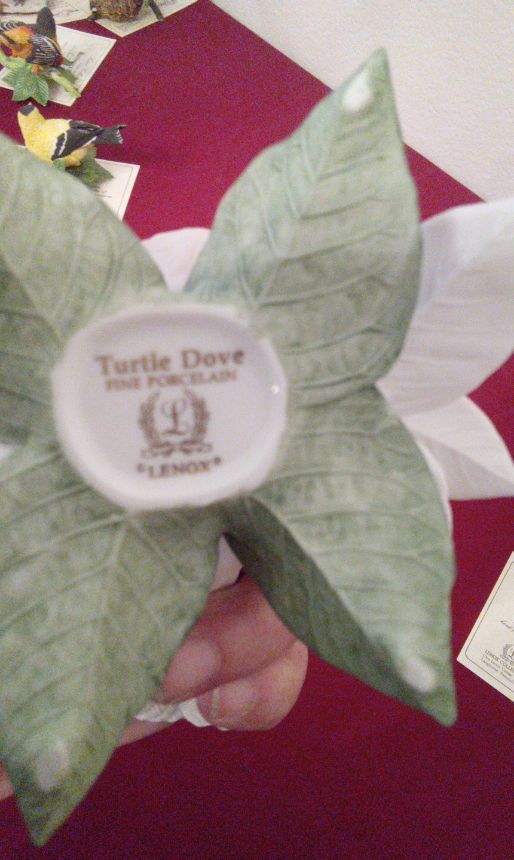 Turtle Dove
FINE PORCELAIN
L
©LENOX®